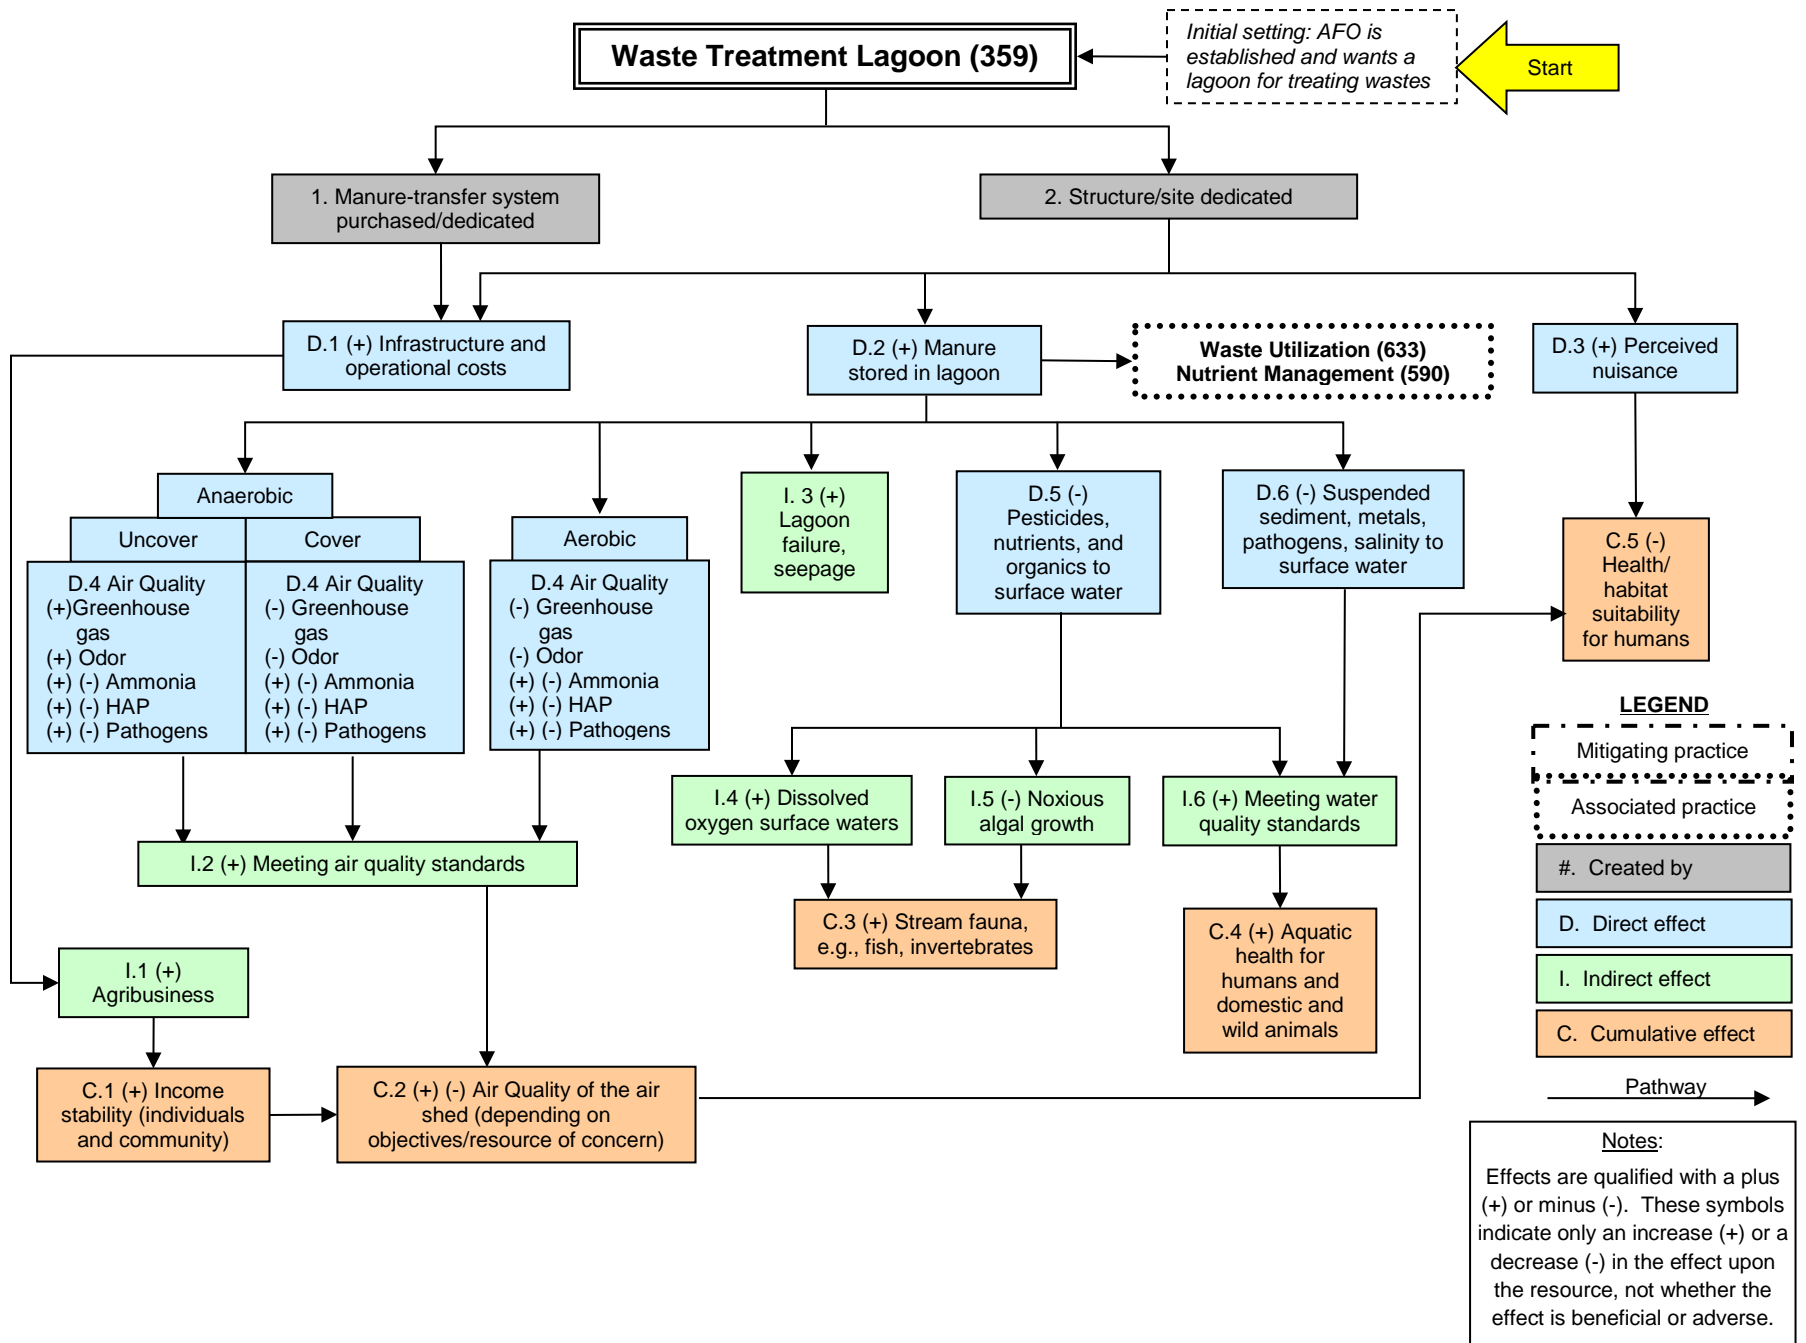 Waste Treatment Lagoon (359)
Initial setting: AFO is
established and wants a
lagoon for treating wastes
Start
1. Manure-transfer system
purchased/dedicated
2. Structure/site dedicated
D.1 (+) Infrastructure and
operational costs
D.2 (+) Manure
stored in lagoon
Waste Utilization (633)
Nutrient Management (590)
D.3 (+) Perceived
nuisance
Anaerobic
Uncover
Cover
Aerobic
D.4 Air Quality
(+)Greenhouse
gas
(+) Odor
(+) (-) Ammonia
(+) (-) HAP
(+) (-) Pathogens
D.4 Air Quality
(-) Greenhouse
gas
(-) Odor
(+) (-) Ammonia
(+) (-) HAP
(+) (-) Pathogens
D.4 Air Quality
(-) Greenhouse
gas
(-) Odor
(+) (-) Ammonia
(+) (-) HAP
(+) (-) Pathogens
I. 3 (+)
Lagoon
failure,
seepage
D.5 (-)
Pesticides,
nutrients, and
organics to
surface water
D.6 (-) Suspended
sediment, metals,
pathogens, salinity to
surface water
C.5 (-)
Health/
habitat
suitability
for humans
I.4 (+) Dissolved
oxygen surface waters
I.5 (-) Noxious
algal growth
I.6 (+) Meeting water
quality standards
I.2 (+) Meeting air quality standards
C.3 (+) Stream fauna,
e.g., fish, invertebrates
C.4 (+) Aquatic
health for
humans and
domestic and
wild animals
I.1 (+)
Agribusiness
C.1 (+) Income
stability (individuals
and community)
C.2 (+) (-) Air Quality of the air
shed (depending on
objectives/resource of concern)
LEGEND
Mitigating practice
Associated practice
#. Created by
D. Direct effect
I. Indirect effect
C. Cumulative effect
Pathway
Notes:
Effects are qualified with a plus
(+) or minus (-). These symbols
indicate only an increase (+) or a
decrease (-) in the effect upon
the resource, not whether the
effect is beneficial or adverse.